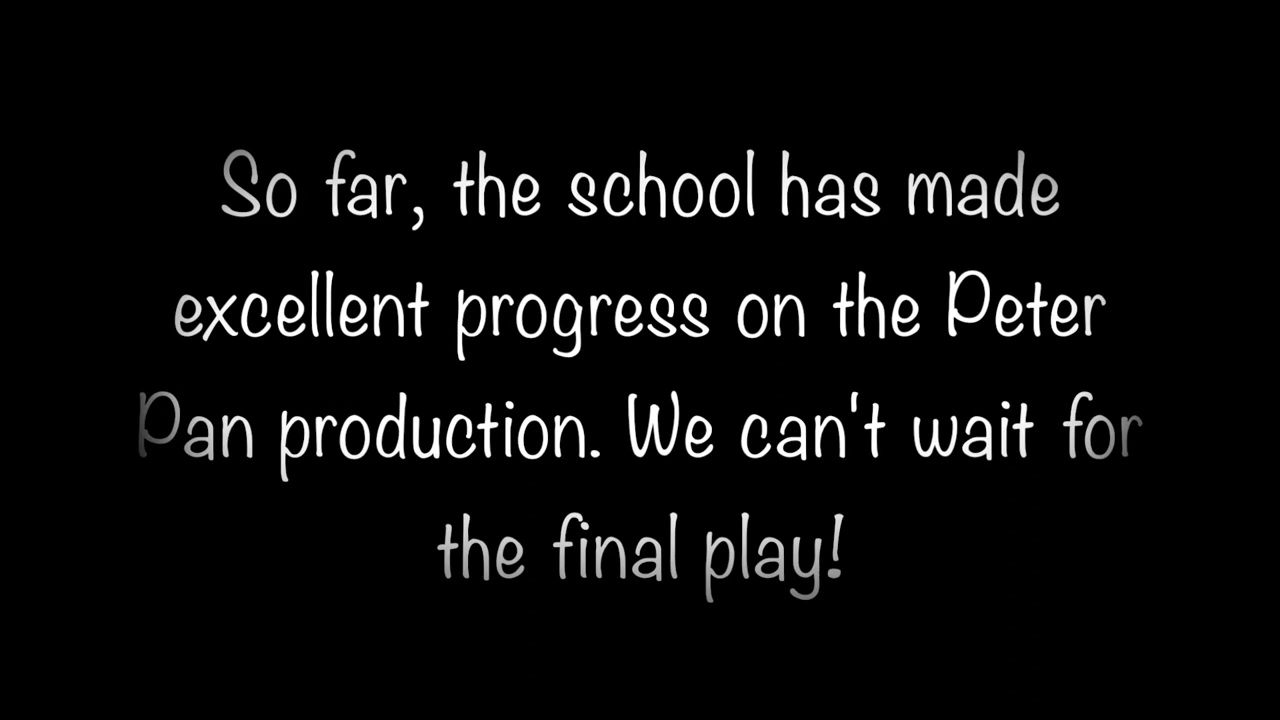 So far, the school has made
excellent progress on the Peter
Pan production. We can't wait for
the final play!